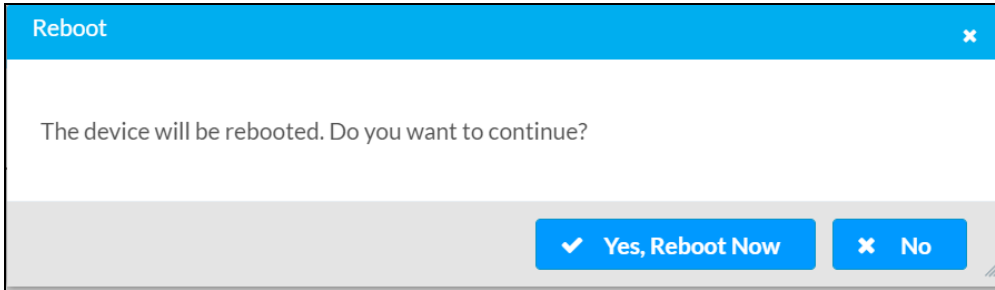 Reboot
The device will be rebooted. Do you want to continue?
Yes, Reboot Now
No